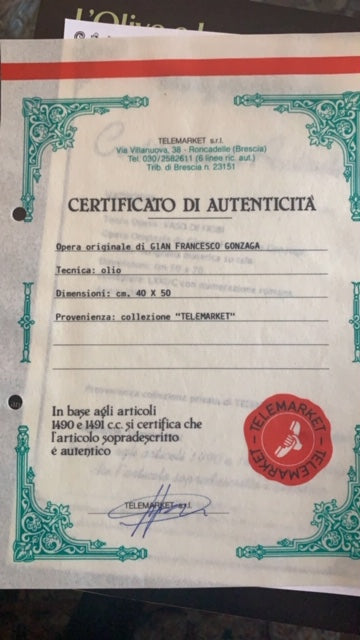 L'Olivo
TELEMARKET s.r.l.
Via Villanuova, 38 - Roncadelle (Brescia)
Tel. 030/2582611 (6 linee ric. aut.)
Trib. di Brescia n. 23151
CERTIFICATO DI AUTENTICITÀ
Opera originale di GIAN FRANCESCO GONZAGA
Tecnica: olio
Dimensioni: cm. 40 X 50
Provenienza: collezione "TELEMARKET"
In base agli articoli
1490 e 1491 c.c. si certifica che
l'articolo sopradescritto
è autentico
TELEMARKET - TELEMARKET -
TELEMARKET s.r.l.